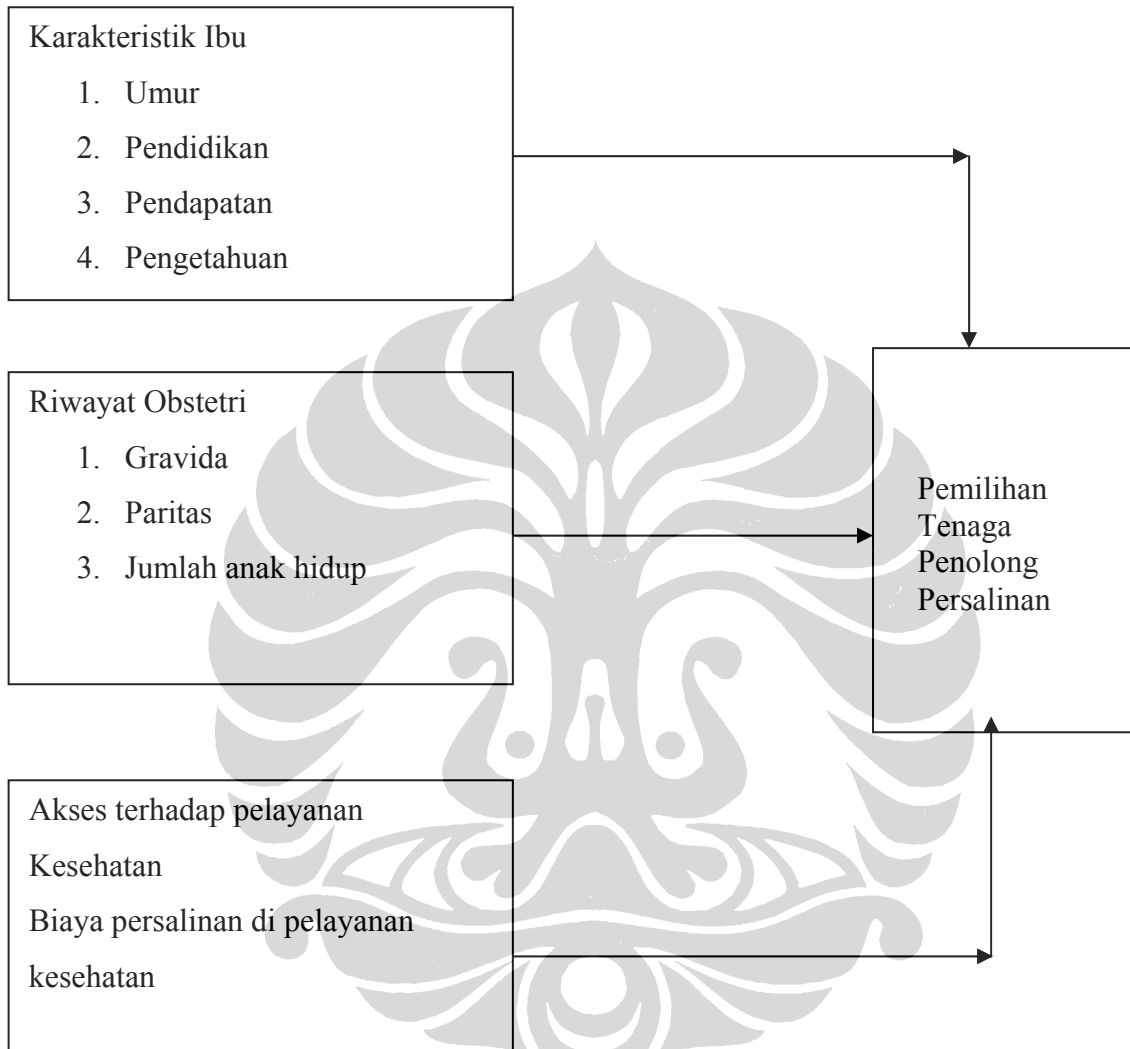 Karakteristik Ibu
1. Umur
2. Pendidikan
3. Pendapatan
4. Pengetahuan
Riwayat Obstetri
1. Gravida
2. Paritas
3. Jumlah anak hidup
Akses terhadap pelayanan
Kesehatan
Biaya persalinan di pelayanan
kesehatan
Pemilihan
Tenaga
Penolong
Persalinan